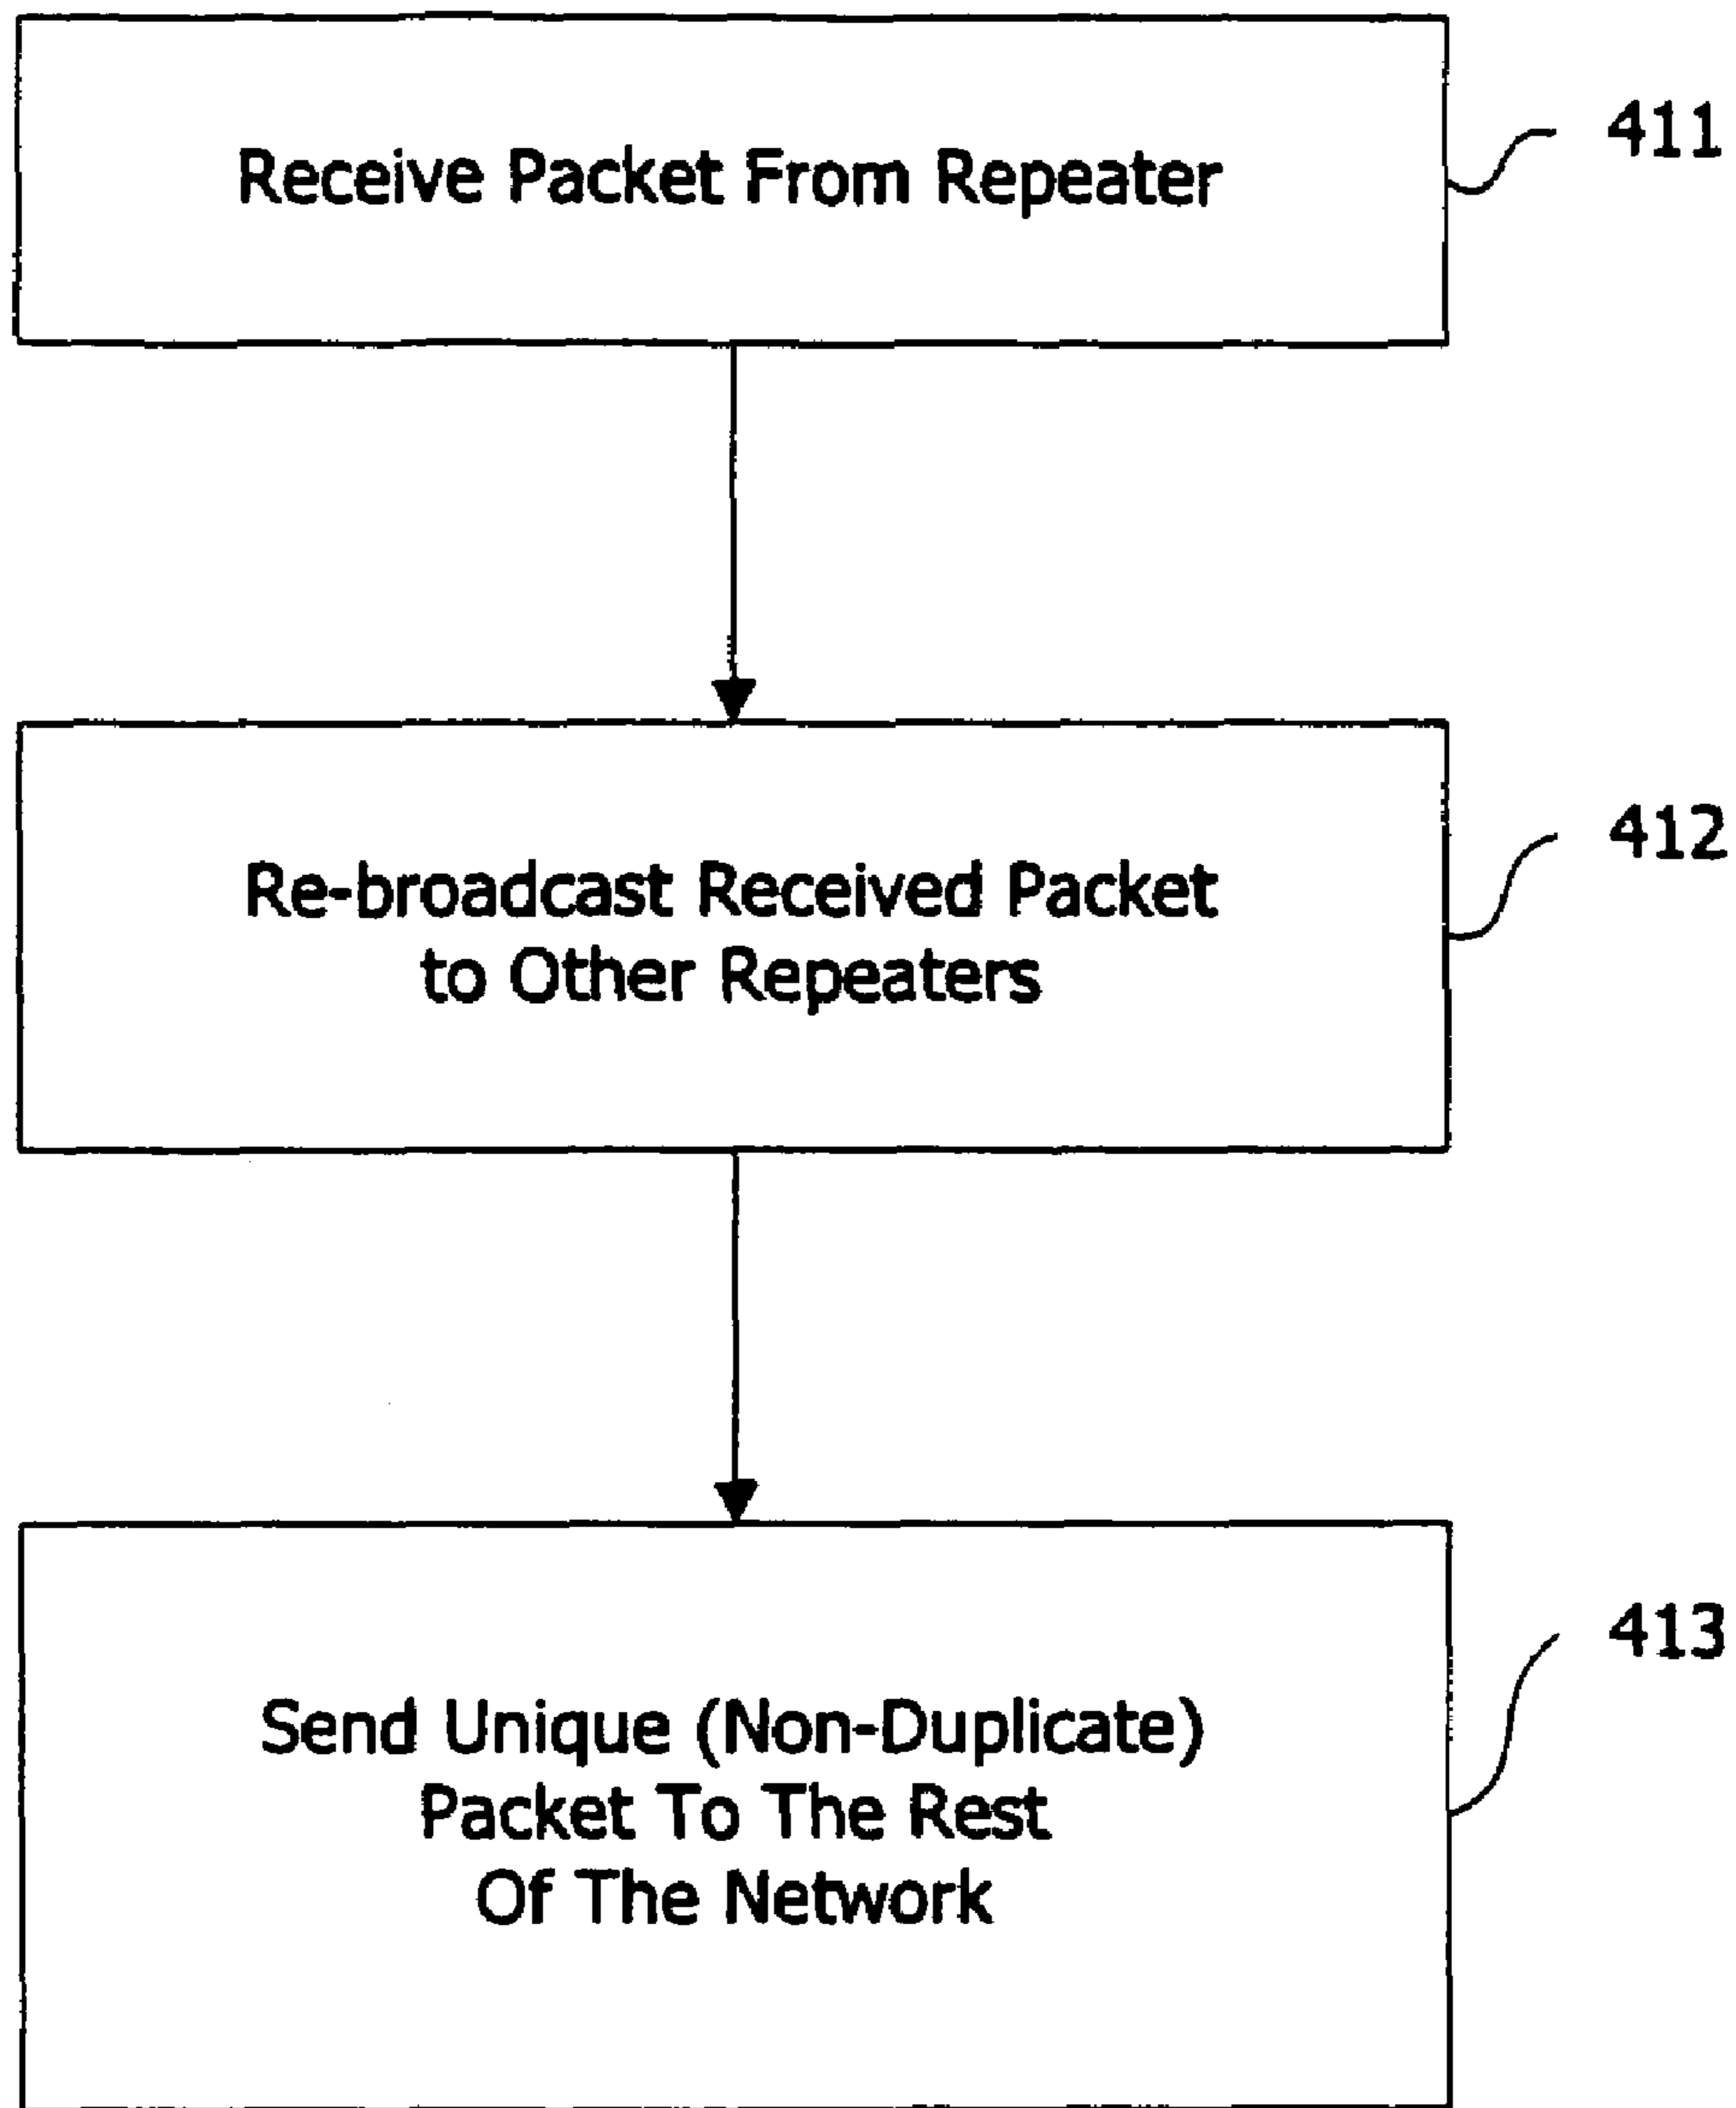 Receive Packet From Repeater
411
Re-broadcast Received Packet
to Other Repeaters
412
Send Unique (Non-Duplicate)
Packet To The Rest
Of The Network
413